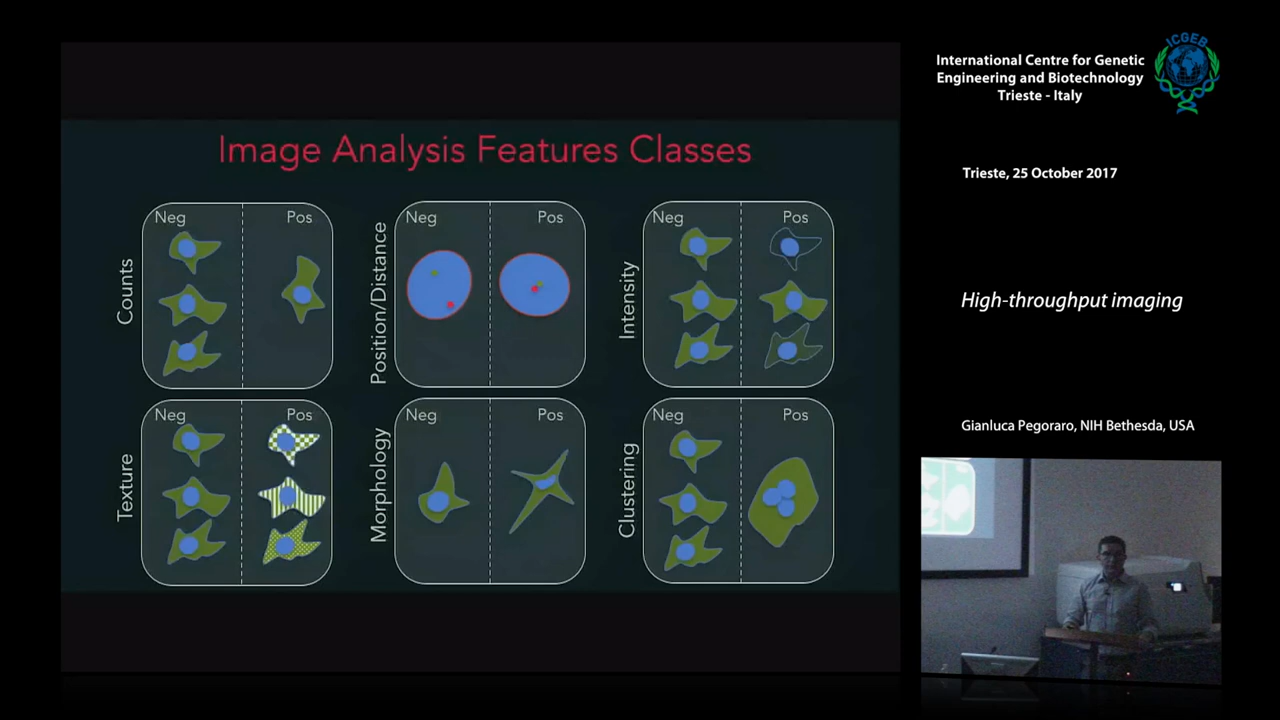 Image Analysis Features Classes
Counts
Neg
Pos
Position/Distance
Neg
Pos
Intensity
Neg
Pos
Texture
Neg
Pos
Morphology
Neg
Pos
Clustering
Neg
Pos
ICGEB
International Centre for Genetic
Engineering and Biotechnology
Trieste - Italy
Trieste, 25 October 2017
High-throughput imaging
Gianluca Pegoraro, NIH Bethesda, USA